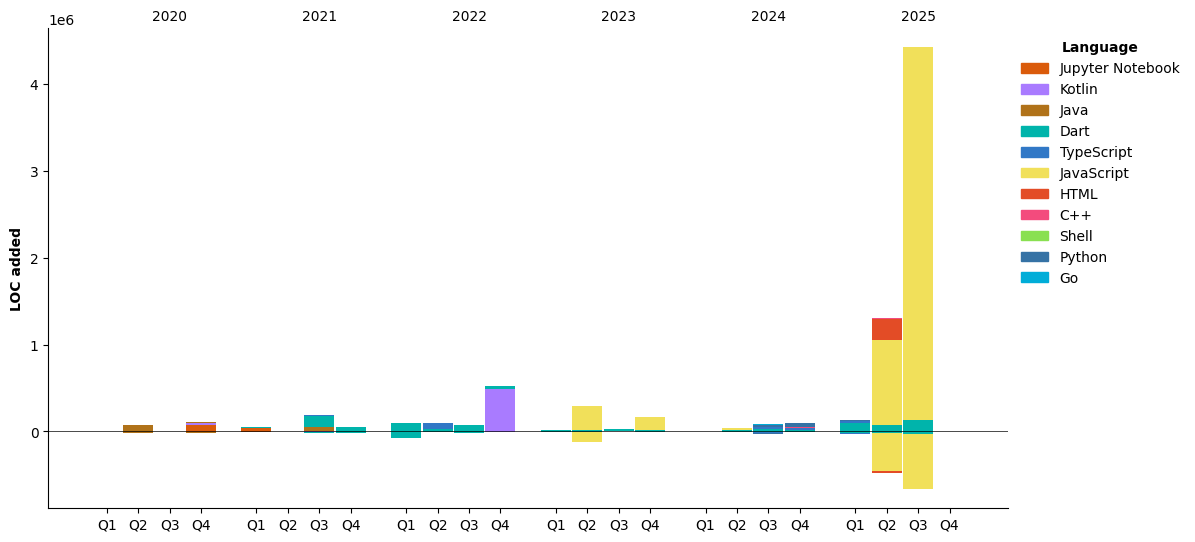 1e6
2020 2021 2022 2023 2024 2025
Language
Jupyter Notebook
Kotlin
Java
Dart
TypeScript
JavaScript
HTML
C++
Shell
Python
Go
LOC added
4
3
2
1
0
Q1 Q2 Q3 Q4 Q1 Q2 Q3 Q4 Q1 Q2 Q3 Q4 Q1 Q2 Q3 Q4 Q1 Q2 Q3 Q4 Q1 Q2 Q3 Q4